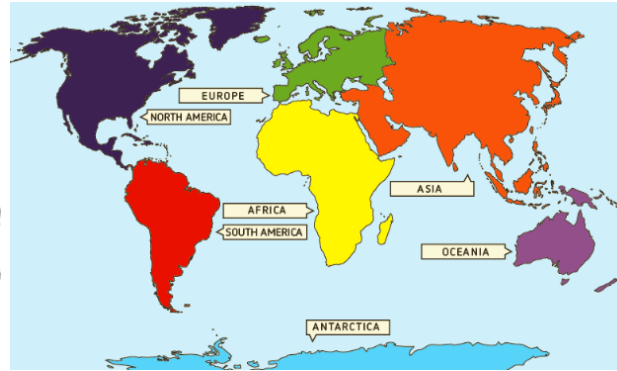 EUROPE
NORTH AMERICA
ASIA
AFRICA
SOUTH AMERICA
OCEANIA
ANTARCTICA